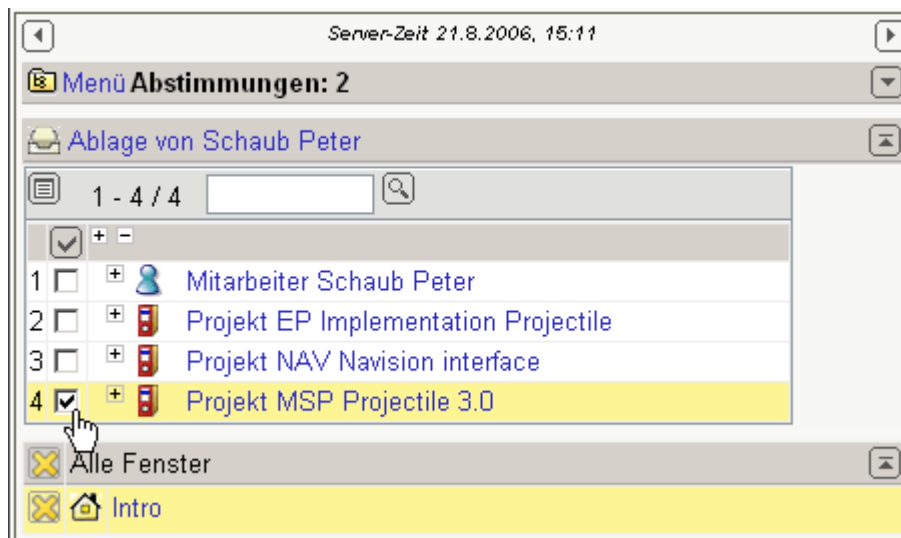 Server-Zeit 21.8.2006, 15:11
Menü Abstimmungen: 2
Ablage von Schaub Peter
1 - 4 / 4
1 Mitarbeiter Schaub Peter
2 Projekt EP Implementation Projectile
3 Projekt NAV Navision interface
4 Projekt MSP Projectile 3.0
Alle Fenster
Intro